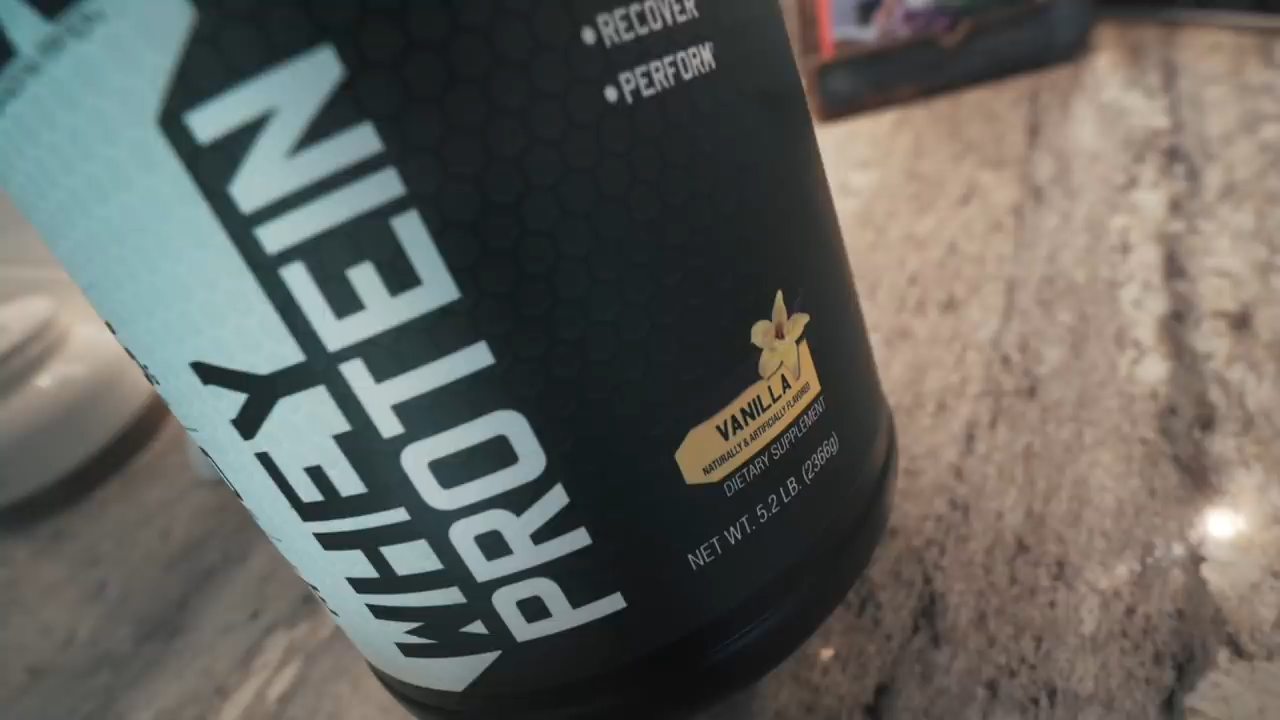 • RECOVER
• PERFORM
WHEY
PROTEIN
VANILLA
NATURALLY & ARTIFICIALLY FLAVORED
DIETARY SUPPLEMENT
NET WT. 5.2 LB. (2366g)